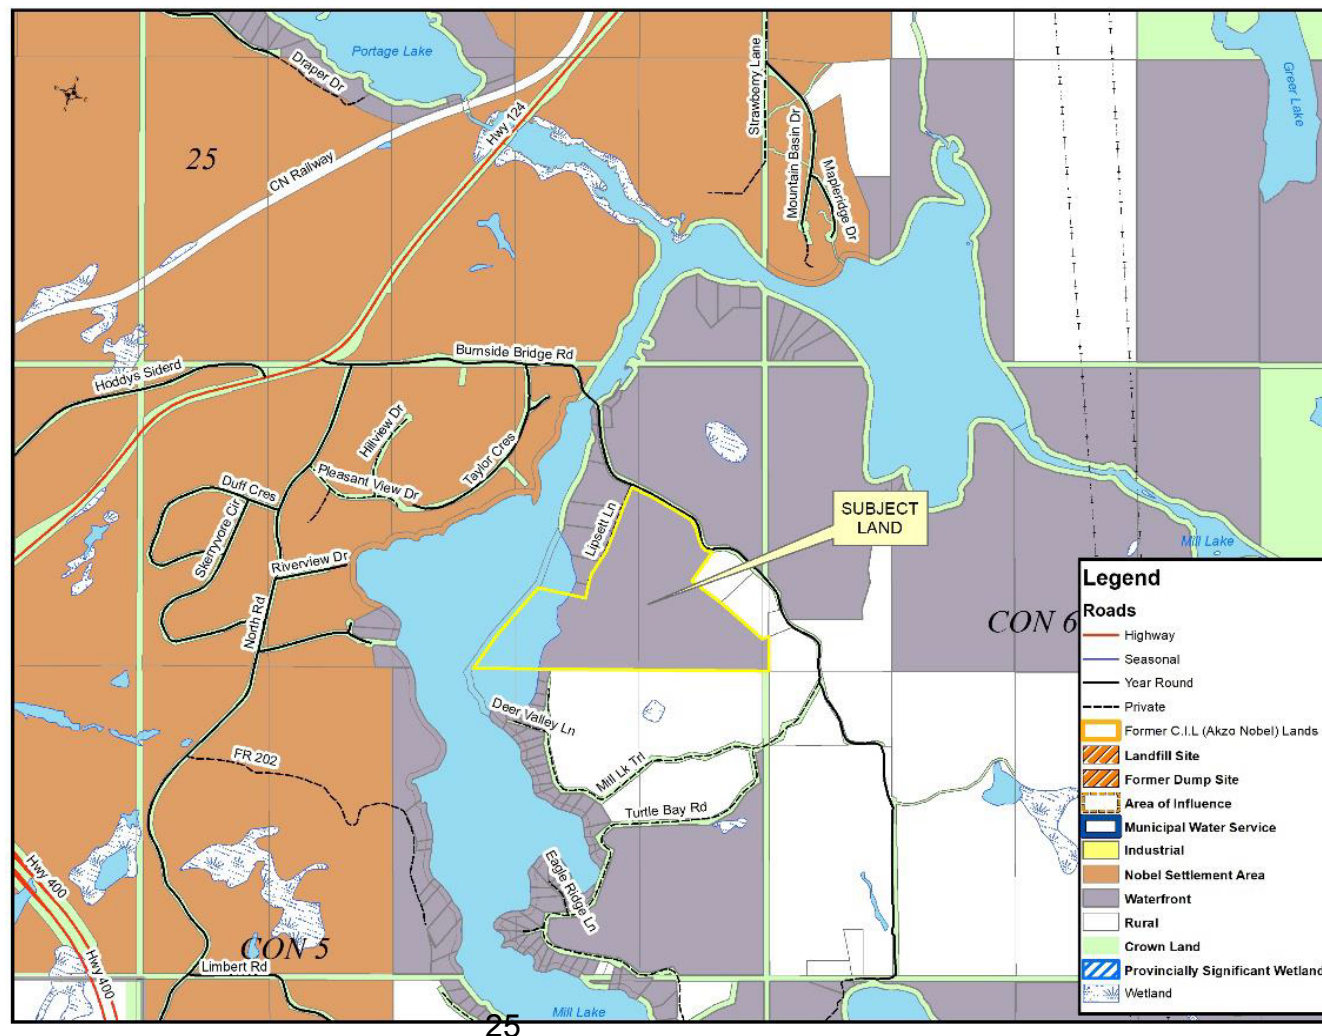 Portage Lake
Draper Dr
Strawberry Lane
Greer Lake
Hwy 124
Mountain Basin Dr
25
CN Railway
Mapleridge Dr
Burnside Bridge Rd
Hoddys Siderd
Hillview Dr
Taylor Cres
Pleasant View Dr
Duff Cres
Skerryvore Cir
Lipsett Ln
SUBJECT
LAND
Riverview Dr
Mill Lake
North Rd
CON 6
Deer Valley Ln
FR 202
Mill Lk Trl
Turtle Bay Rd
Eagle Ridge Ln
Hwy 400
Hwy 400
CON 5
Limbert Rd
Mill Lake
Legend
Roads
Highway
Seasonal
Year Round
Private
Former C.I.L (Akzo Nobel) Lands
Landfill Site
Former Dump Site
Area of Influence
Municipal Water Service
Industrial
Nobel Settlement Area
Waterfront
Rural
Crown Land
Provincially Significant Wetland
Wetland
25